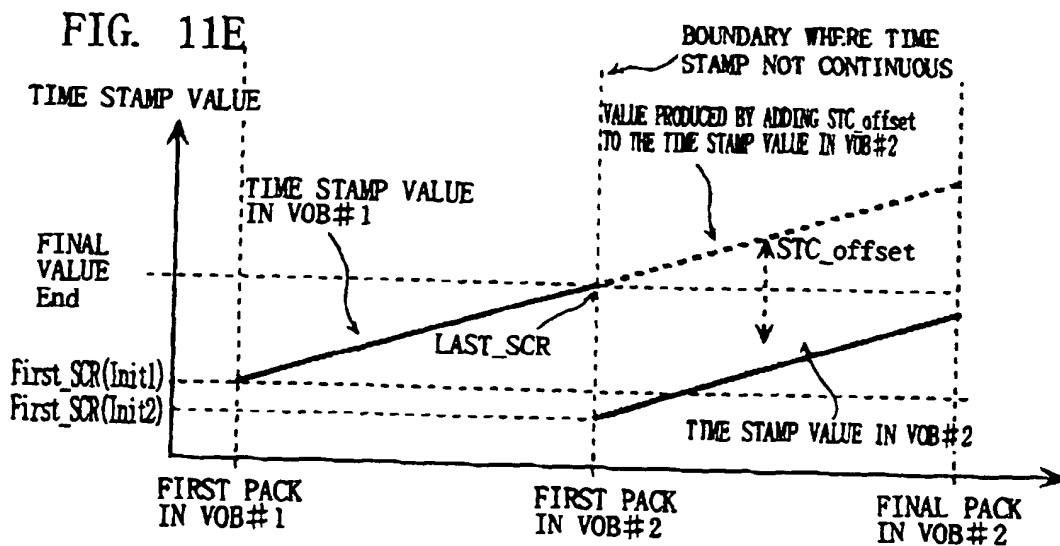 FIG. 11E
BOUNDARY WHERE TIME
STAMP NOT CONTINUOUS
TIME STAMP VALUE
VALUE PRODUCED BY ADDING STC_offset
TO THE TIME STAMP VALUE IN VOB#2
TIME STAMP VALUE
IN VOB#1
FINAL
VALUE
End
STC_offset
LAST_SCR
First_SCR(Init1)
First_SCR(Init2)
TIME STAMP VALUE IN VOB#2
FIRST PACK
IN VOB#1
FIRST PACK
IN VOB#2
FINAL PACK
IN VOB#2